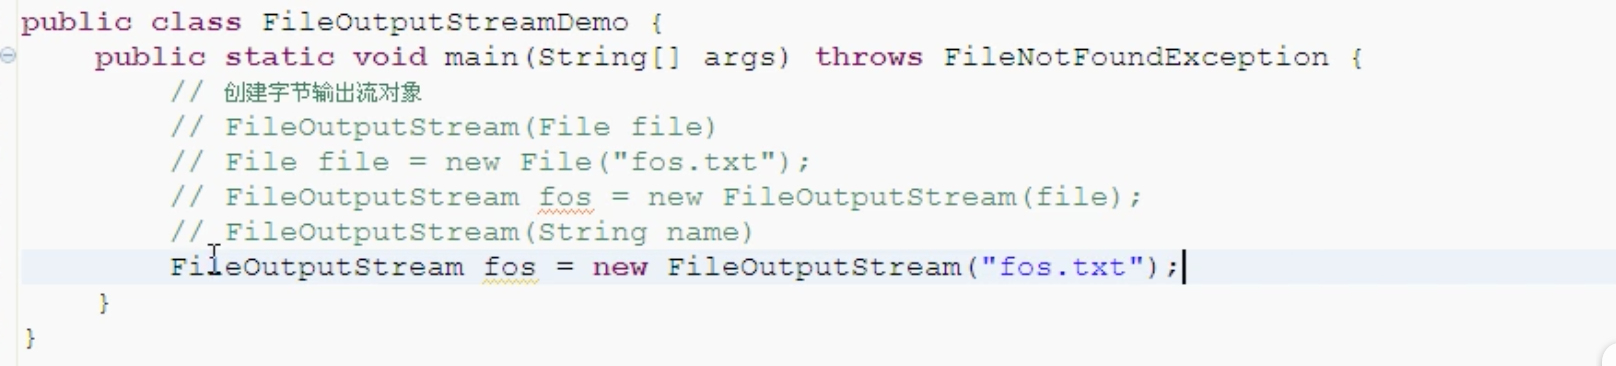 public class FileOutputStreamDemo {
public static void main(String[] args) throws FileNotFoundException {
// 创建字节输出流对象
// FileOutputStream(File file)
// File file = new File("fos.txt");
// FileOutputStream fos = new FileOutputStream(file);
// FileOutputStream(String name)
FileOutputStream fos = new FileOutputStream("fos.txt");
}
}